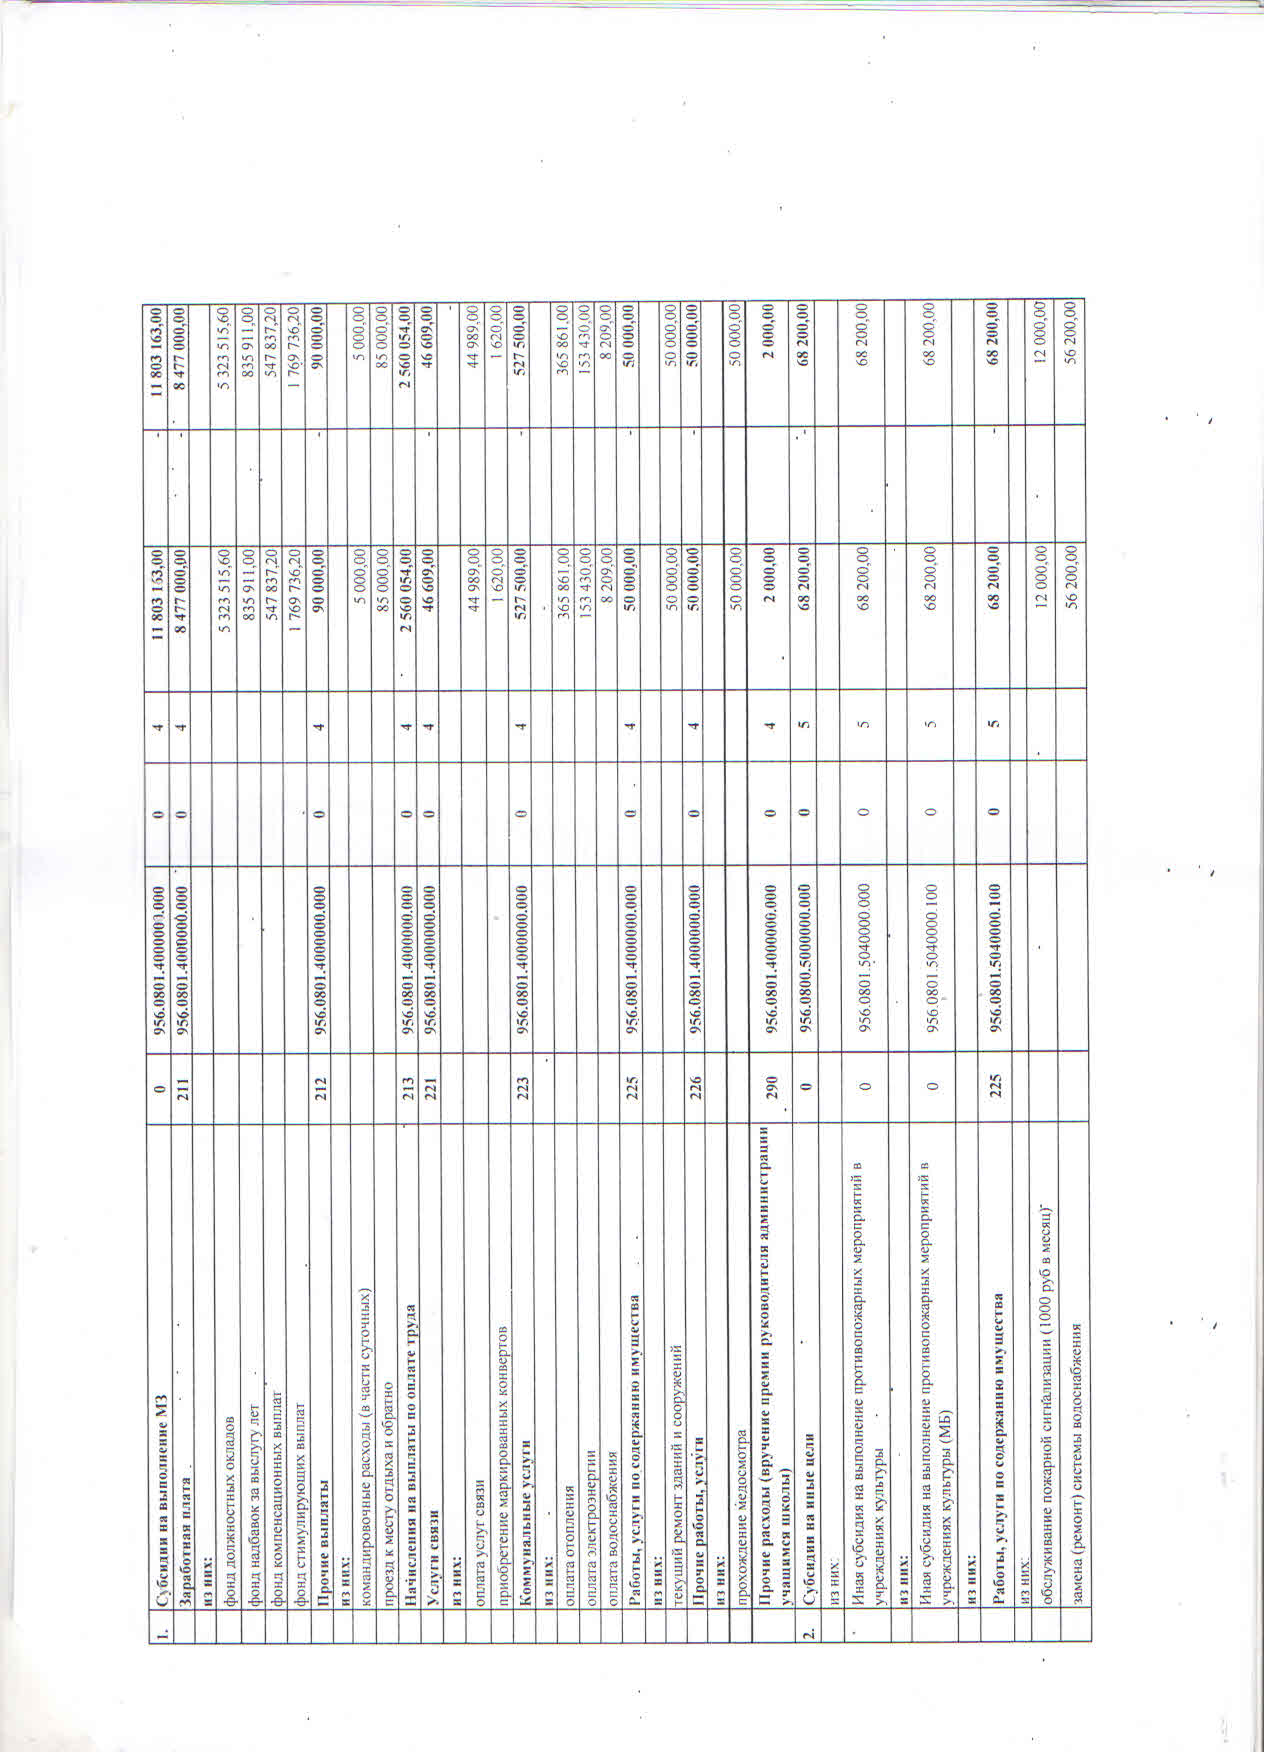 1. Субсидии на выполнение МЗ 0 956.0801.4000000.000 0 4 11 803 163,00 - 11 803 163,00
Заработная плата 211 956.0801.4000000.000 0 4 8 477 000,00 - 8 477 000,00
из них:
фонд должностных окладов 5 323 515,60 5 323 515,60
фонд надбавок за выслугу лет 835 911,00 835 911,00
фонд компенсационных выплат 547 837,20 547 837,20
фонд стимулирующих выплат 1 769 736,20 1 769 736,20
Прочие выплаты 212 956.0801.4000000.000 0 4 90 000,00 - 90 000,00
из них:
командировочные расходы (в части суточных) 5 000,00 5 000,00
проезд к месту отдыха и обратно 85 000,00 85 000,00
Начисления на выплаты по оплате труда 213 956.0801.4000000.000 0 4 2 560 054,00 2 560 054,00
Услуги связи 221 956.0801.4000000.000 0 4 46 609,00 - 46 609,00
из них: -
оплата услуг связи 44 989,00 44 989,00
приобретение маркированных конвертов 1 620,00 1 620,00
Коммунальные услуги 223 956.0801.4000000.000 0 4 527 500,00 - 527 500,00
из них:
оплата отопления 365 861,00 365 861,00
оплата электроэнергии 153 430,00 153 430,00
оплата водоснабжения 8 209,00 8 209,00
Работы, услуги по содержанию имущества 225 956.0801.4000000.000 0 4 50 000,00 - 50 000,00
из них:
текущий ремонт зданий и сооружений 50 000,00 50 000,00
Прочие работы, услуги 226 956.0801.4000000.000 0 4 50 000,00 - 50 000,00
из них:
прохождение медосмотра 50 000,00 50 000,00
Прочие расходы (вручение премии руководителя администрации
учащимся школы) 290 956.0801.4000000.000 0 4 2 000,00 2 000,00
2. Субсидии на иные цели 0 956.0800.5000000.000 0 5 68 200,00 - 68 200,00
из них:
Иная субсидия на выполнение противопожарных мероприятий в
учреждениях культуры 0 956.0801.5040000.000 0 5 68 200,00 68 200,00
из них:
Иная субсидия на выполнение противопожарных мероприятий в
учреждениях культуры (МБ) 0 956.0801.5040000.100 0 5 68 200,00 68 200,00
из них:
Работы, услуги по содержанию имущества 225 956.0801.5040000.100 0 5 68 200,00 - 68 200,00
из них:
обслуживание пожарной сигнализации (1000 руб в месяц) 12 000,00 12 000,00
замена (ремонт) системы водоснабжения 56 200,00 56 200,00